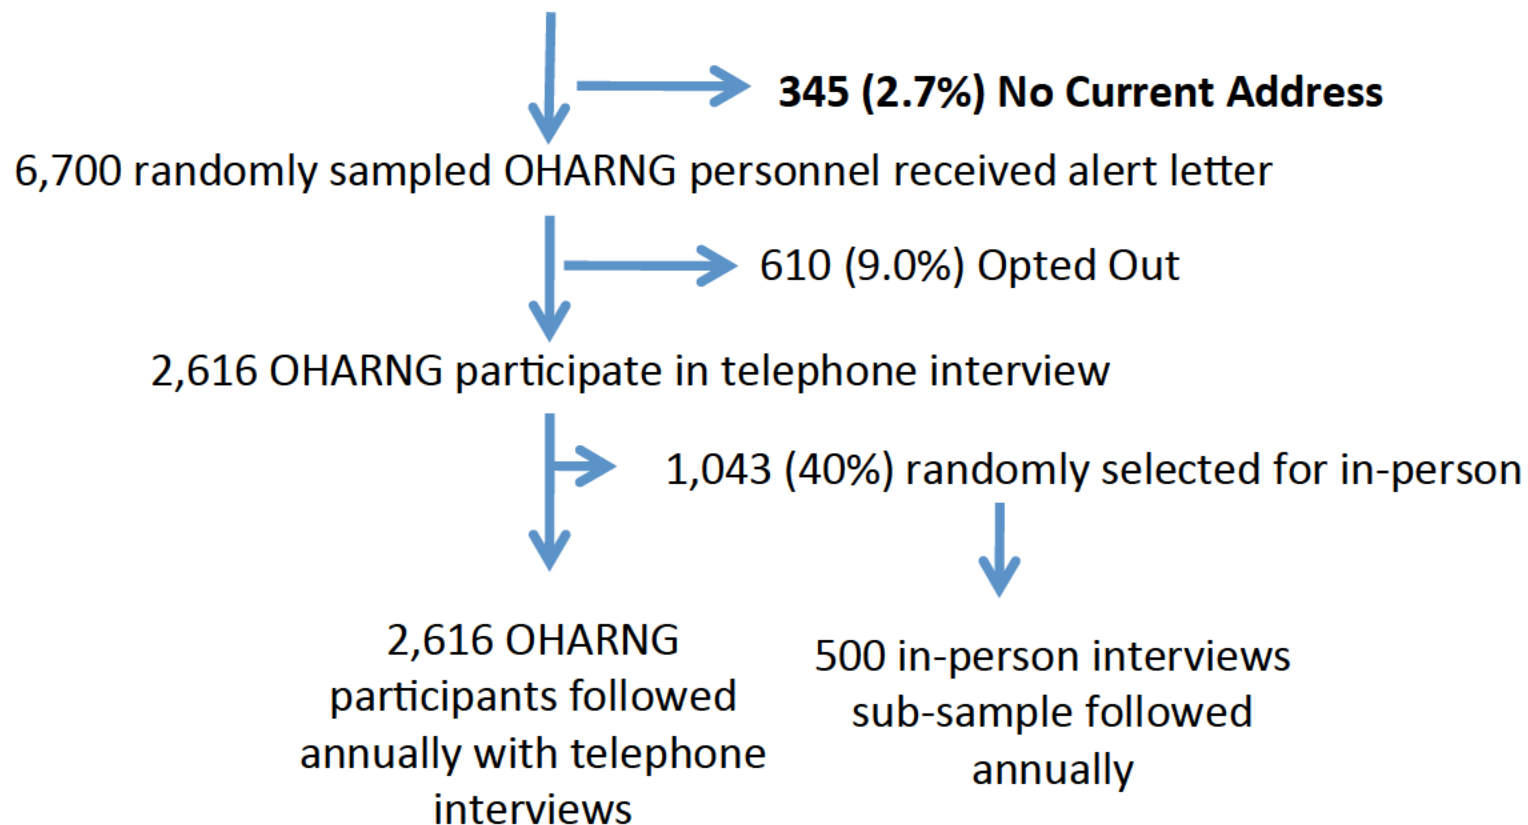 345 (2.7%) No Current Address
6,700 randomly sampled OHARNG personnel received alert letter
610 (9.0%) Opted Out
2,616 OHARNG participate in telephone interview
1,043 (40%) randomly selected for in-person
2,616 OHARNG
participants followed
annually with telephone
interviews
500 in-person interviews
sub-sample followed
annually